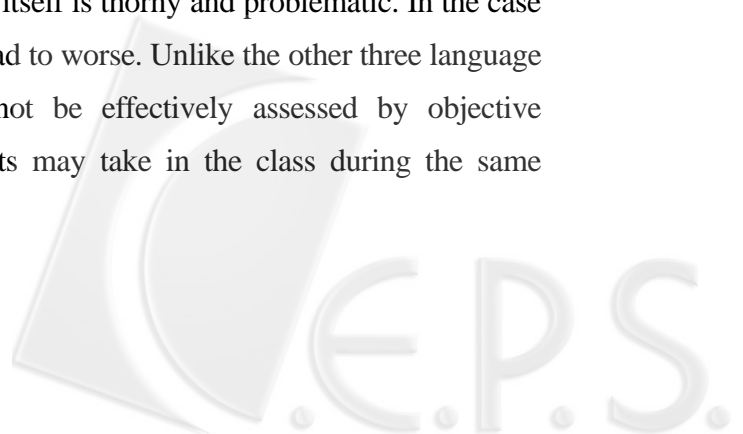 itself is thorny and problematic. In the case
ad to worse. Unlike the other three language
not be effectively assessed by objective
ts may take in the class during the same
C.E.P.S.